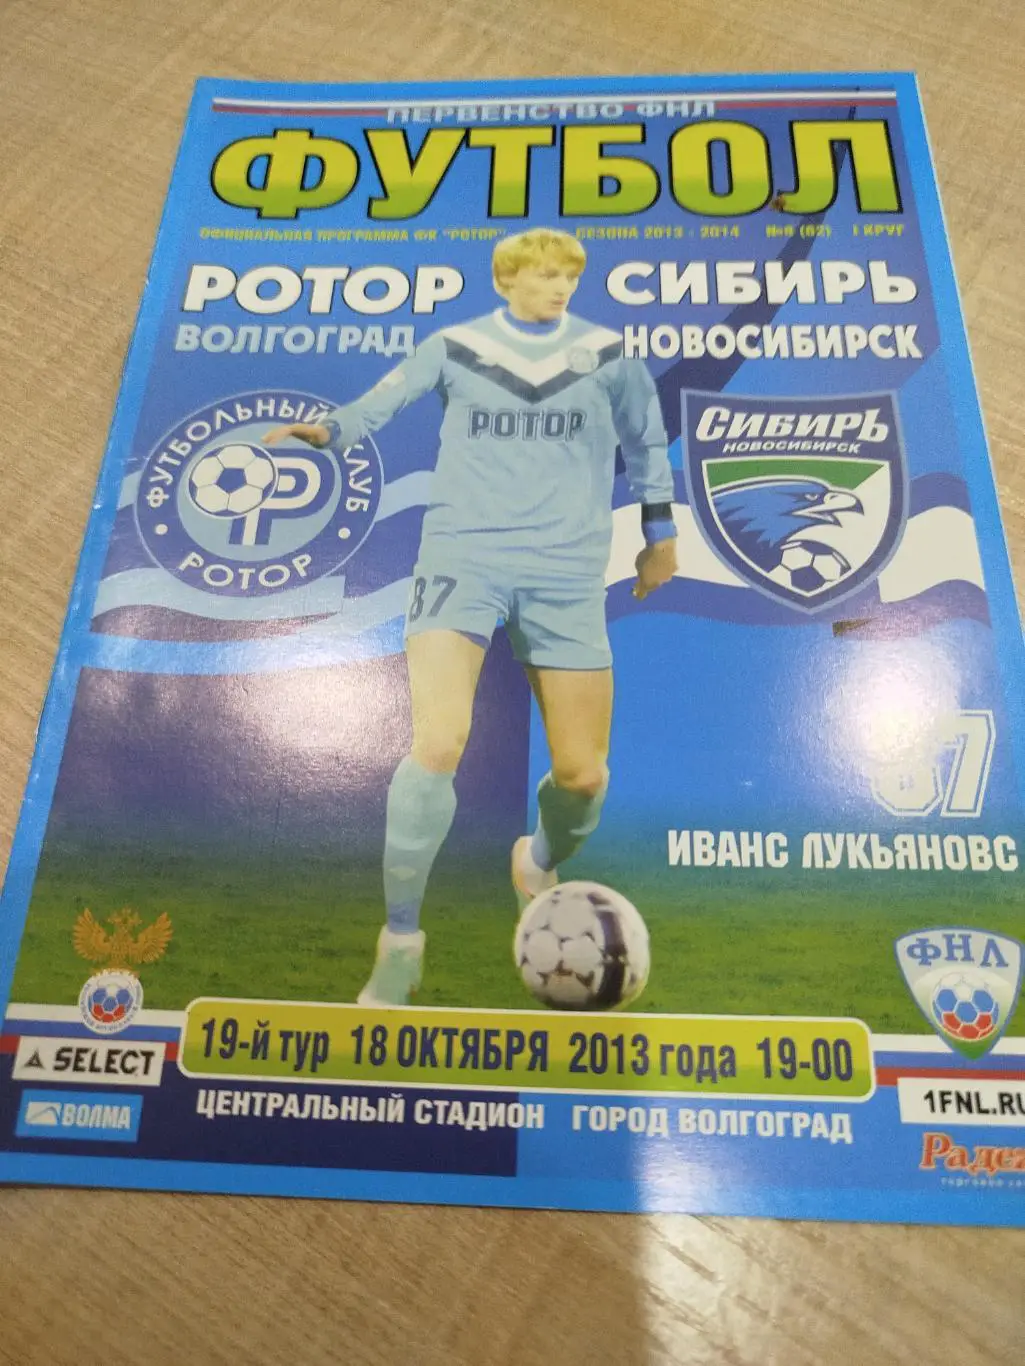 ПЕРВЕНСТВО ФНЛ
ФУТБОЛ
ОФИЦИАЛЬНАЯ ПРОГРАММА ФК "РОТОР" СЕЗОНА 2013 - 2014 (62) I КРУГ
РОТОР
ВОЛГОГРАД
СИБИРЬ
НОВОСИБИРСК
ФУТБОЛЬНЫЙ КЛУБ
РОТОР
СИБИРЬ
НОВОСИБИРСК
РОТОР
87
87
ИВАНС ЛУКЬЯНОВС
ФНЛ
19-Й ТУР 18 ОКТЯБРЯ 2013 года 19-00
SELECT
ВОЛМА
ЦЕНТРАЛЬНЫЙ СТАДИОН ГОРОД ВОЛГОГРАД
1FNL.RU
Радеж